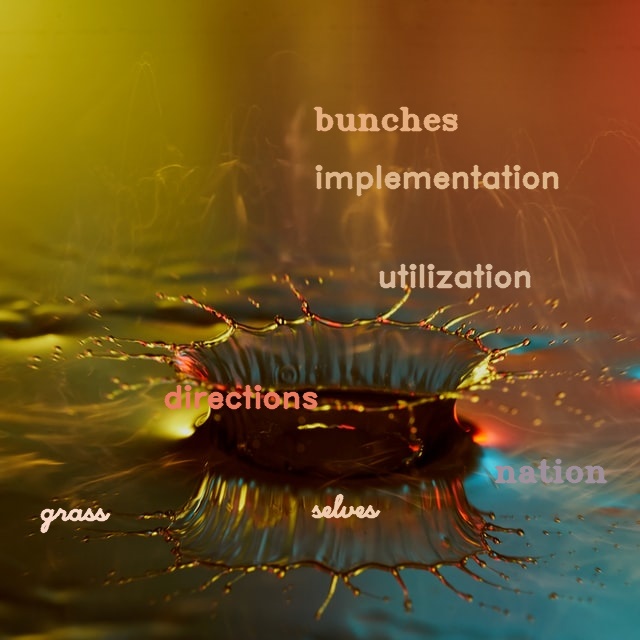 bunches
implementation
utilization
directions
nation
grass
selves